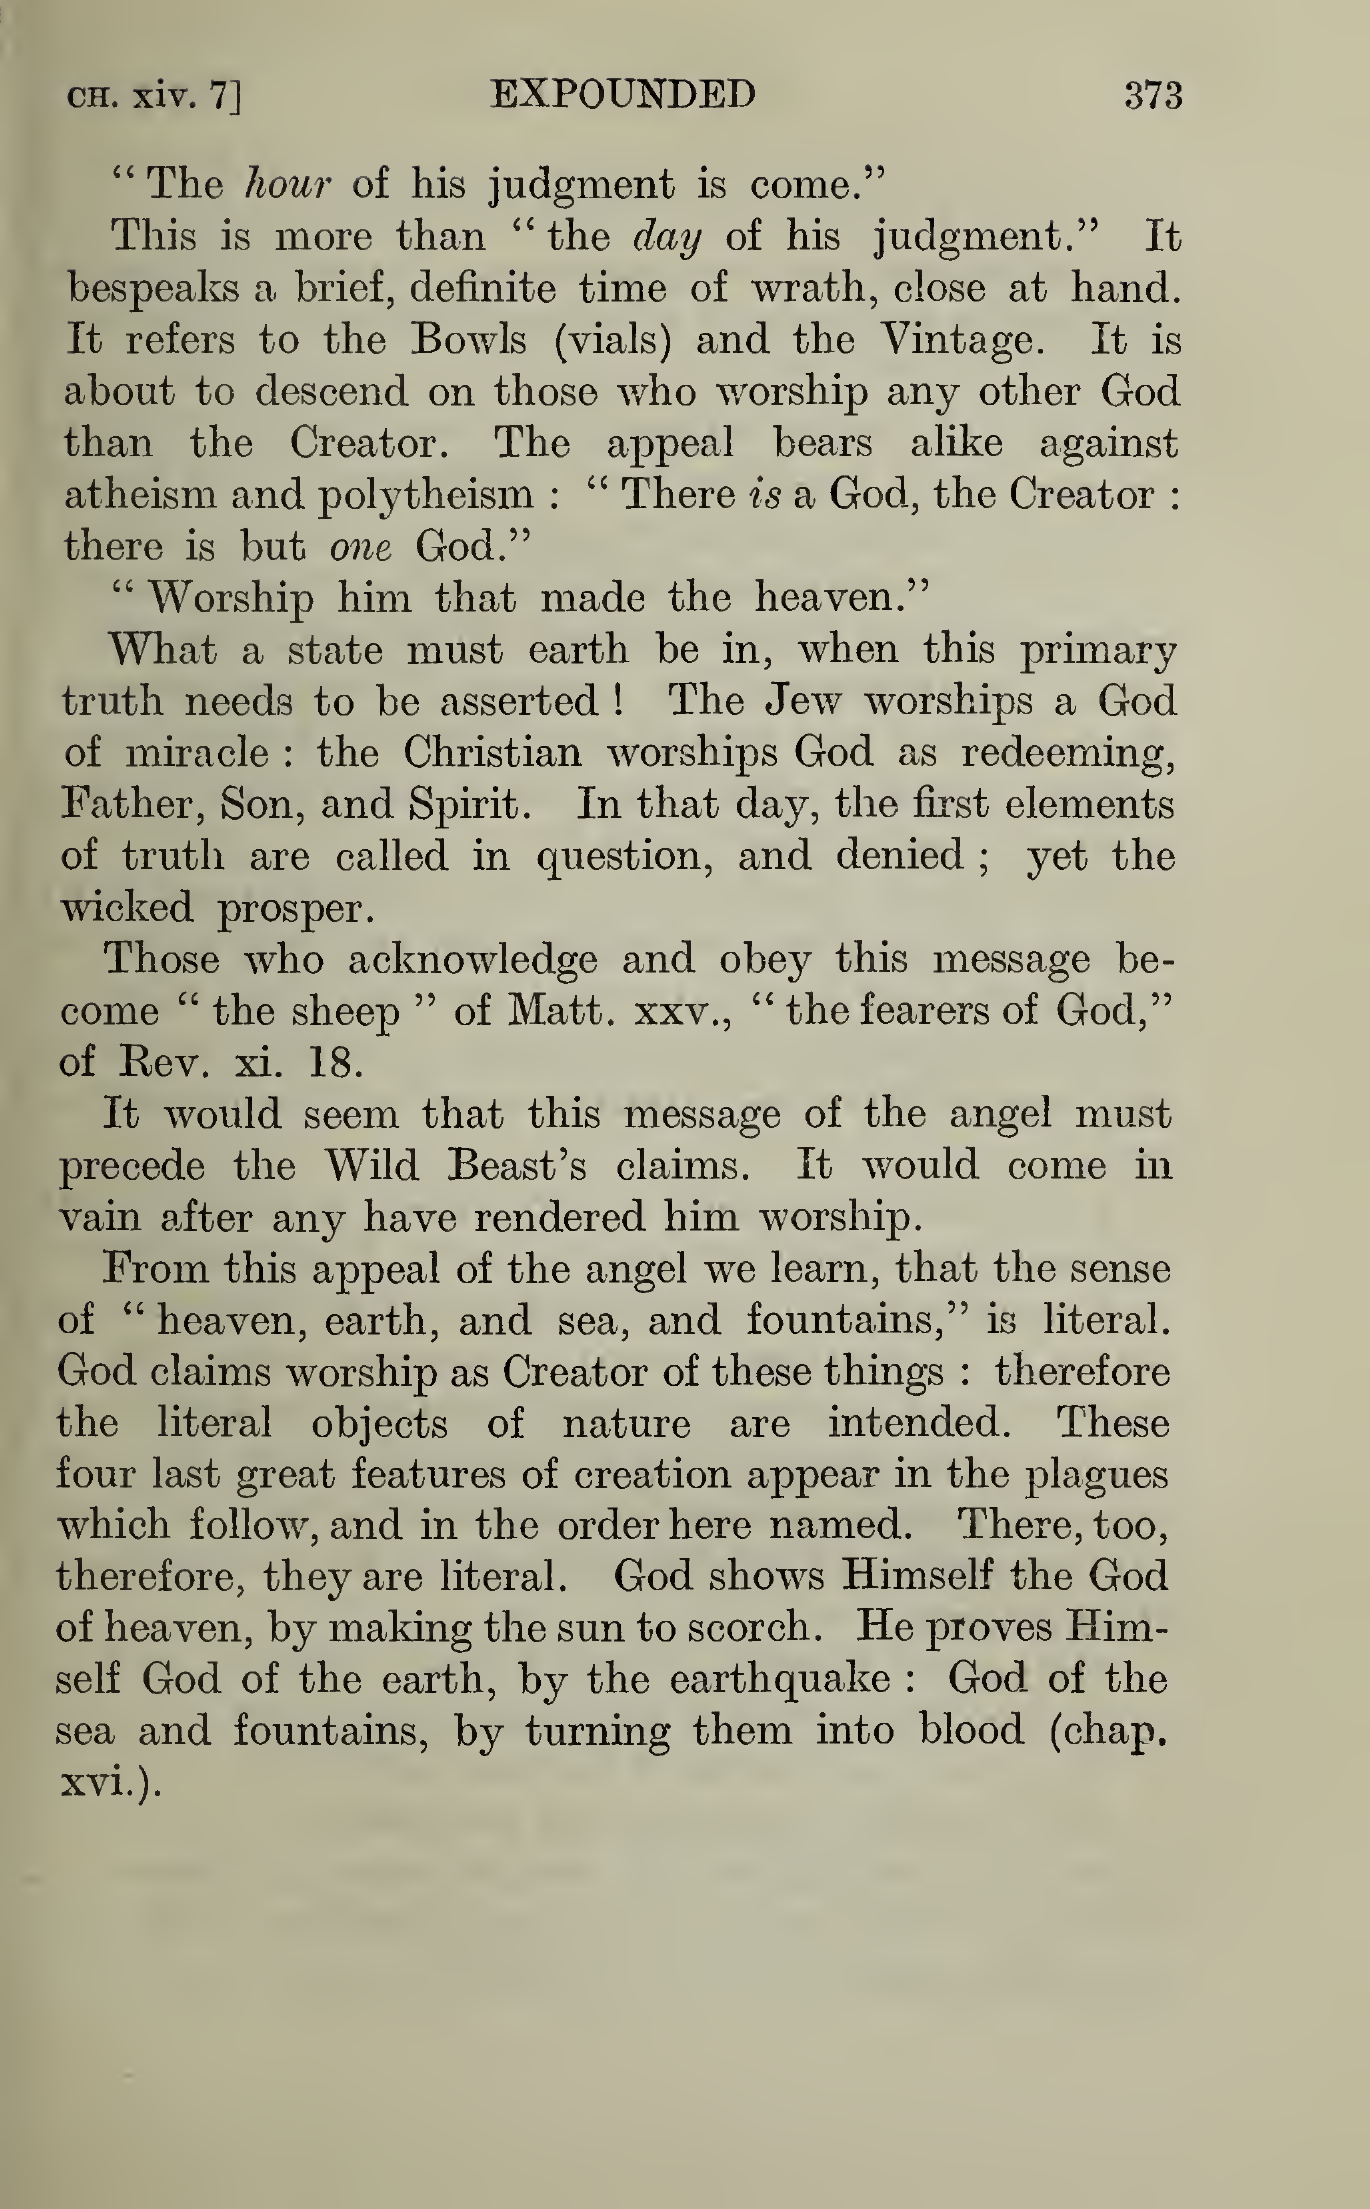 CH. xiv. 7] EXPOUNDED 373
“ The hour of his judgment is come.”
This is more than “ the day of his judgment.” It
bespeaks a brief, definite time of wrath, close at hand.
It refers to the Bowls (vials) and the Vintage. It is
about to descend on those who worship any other God
than the Creator. The appeal bears alike against
atheism and polytheism : “ There is a God, the Creator :
there is but one God.”
“ Worship him that made the heaven.”
What a state must earth be in, when this primary
truth needs to be asserted ! The Jew worships a God
of miracle : the Christian worships God as redeeming,
Father, Son, and Spirit. In that day, the first elements
of truth are called in question, and denied ; yet the
wicked prosper.
Those who acknowledge and obey this message be-
come “ the sheep ” of Matt. xxv., “ the fearers of God,”
of Rev. xi. 18.
It would seem that this message of the angel must
precede the Wild Beast’s claims. It would come in
vain after any have rendered him worship.
From this appeal of the angel we learn, that the sense
of “ heaven, earth, and sea, and fountains,” is literal.
God claims worship as Creator of these things : therefore
the literal objects of nature are intended. These
four last great features of creation appear in the plagues
which follow, and in the order here named. There, too,
therefore, they are literal. God shows Himself the God
of heaven, by making the sun to scorch. He proves Him-
self God of the earth, by the earthquake : God of the
sea and fountains, by turning them into blood (chap.
xvi.).